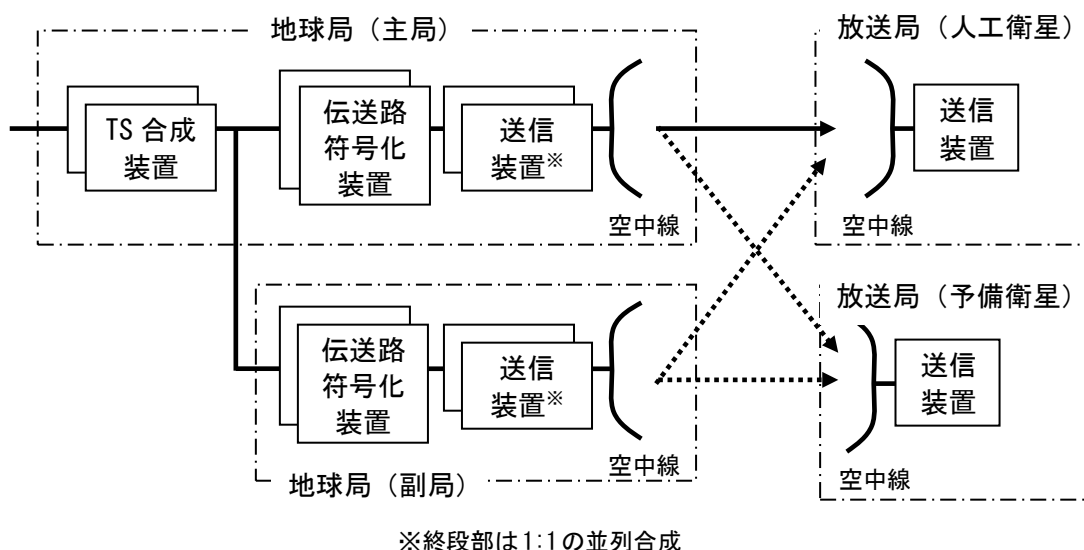 地球局（主局）
放送局（人工衛星）
TS 合成
装置
伝送路
符号化
装置
送信
装置※
空中線
送信
装置
空中線
放送局（予備衛星）
伝送路
符号化
装置
送信
装置※
空中線
送信
装置
空中線
地球局（副局）
※終段部は1:1の並列合成